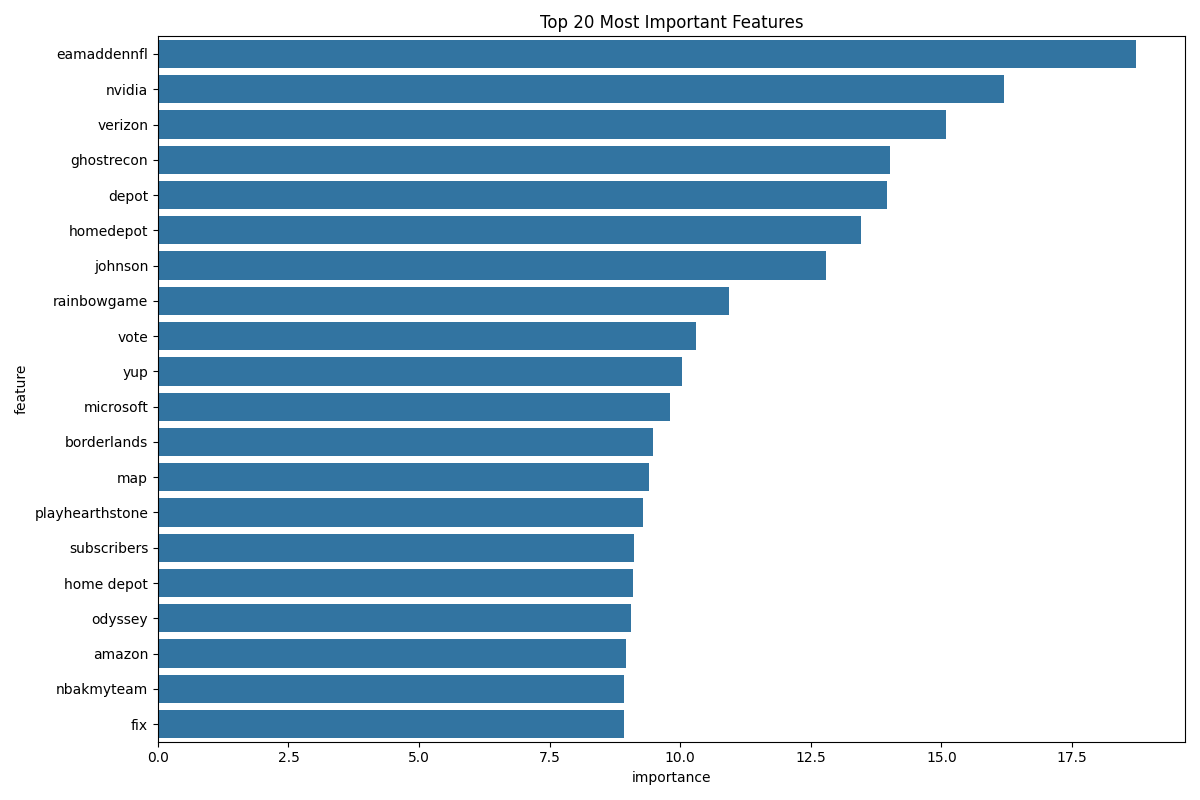 Top 20 Most Important Features
eamaddennfl
nvidia
verizon
ghostrecon
depot
homedepot
johnson
rainbowgame
vote
yup
microsoft
borderlands
map
playhearthstone
subscribers
home depot
odyssey
amazon
nbakmyteam
fix
feature
0.0 2.5 5.0 7.5 10.0 12.5 15.0 17.5
importance